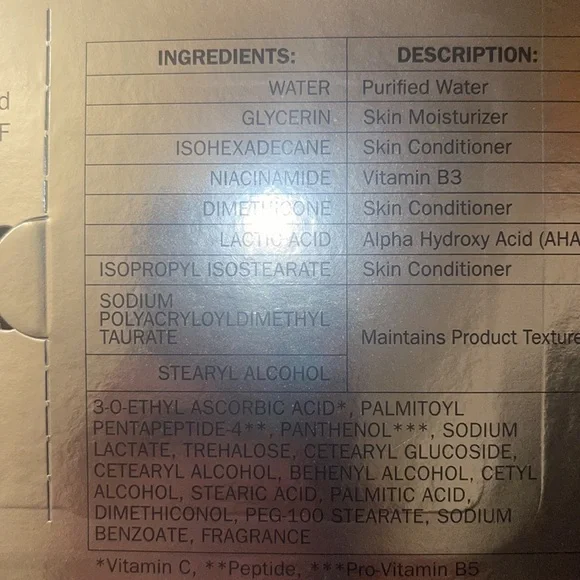 d
F
INGREDIENTS: DESCRIPTION:
WATER Purified Water
GLYCERIN Skin Moisturizer
ISOHEXADECANE Skin Conditioner
NIACINAMIDE Vitamin B3
DIMETHICONE Skin Conditioner
LACTIC ACID Alpha Hydroxy Acid (AHA
ISOPROPYL ISOSTEARATE Skin Conditioner
SODIUM
POLYACRYLOYLDIMETHYL
TAURATE
Maintains Product Texture
STEARYL ALCOHOL
3-O-ETHYL ASCORBIC ACID*, PALMITOYL
PENTAPEPTIDE-4**, PANTHENOL***, SODIUM
LACTATE, TREHALOSE, CETEARYL GLUCOSIDE,
CETEARYL ALCOHOL, BEHENYL ALCOHOL, CETYL
ALCOHOL, STEARIC ACID, PALMITIC ACID,
DIMETHICONOL, PEG-100 STEARATE, SODIUM
BENZOATE, FRAGRANCE
*Vitamin C, **Peptide, ***Pro-Vitamin B5